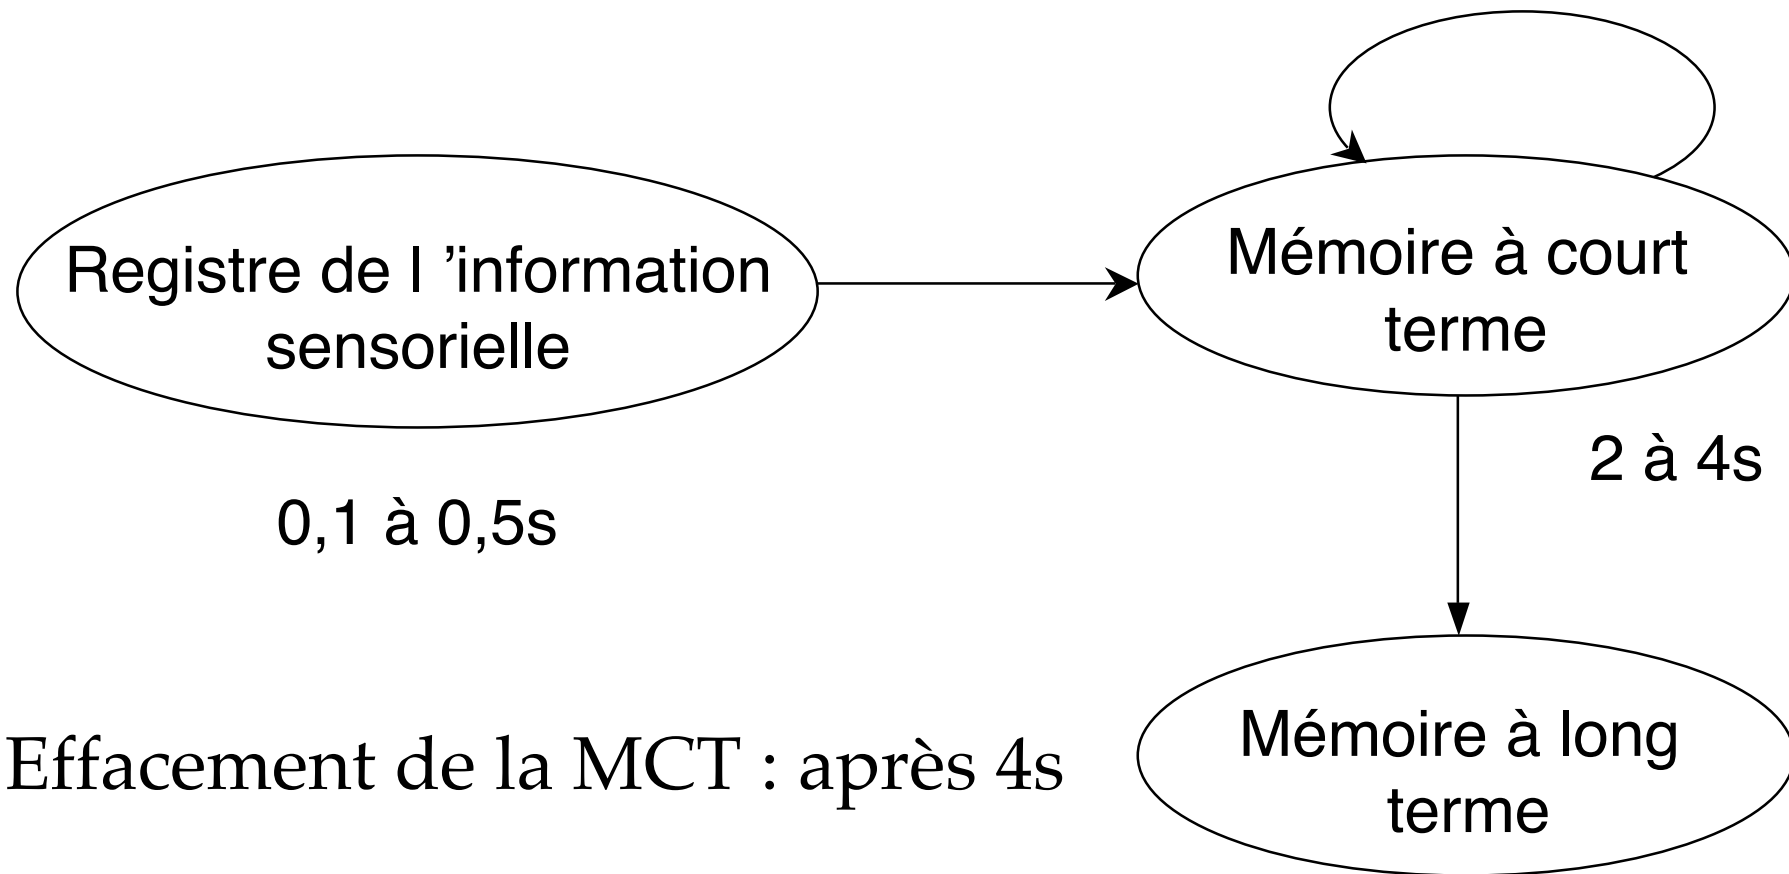 Registre de l ’information
sensorielle
0,1 à 0,5s
Mémoire à court
terme
2 à 4s
Mémoire à long
terme
Effacement de la MCT : après 4s